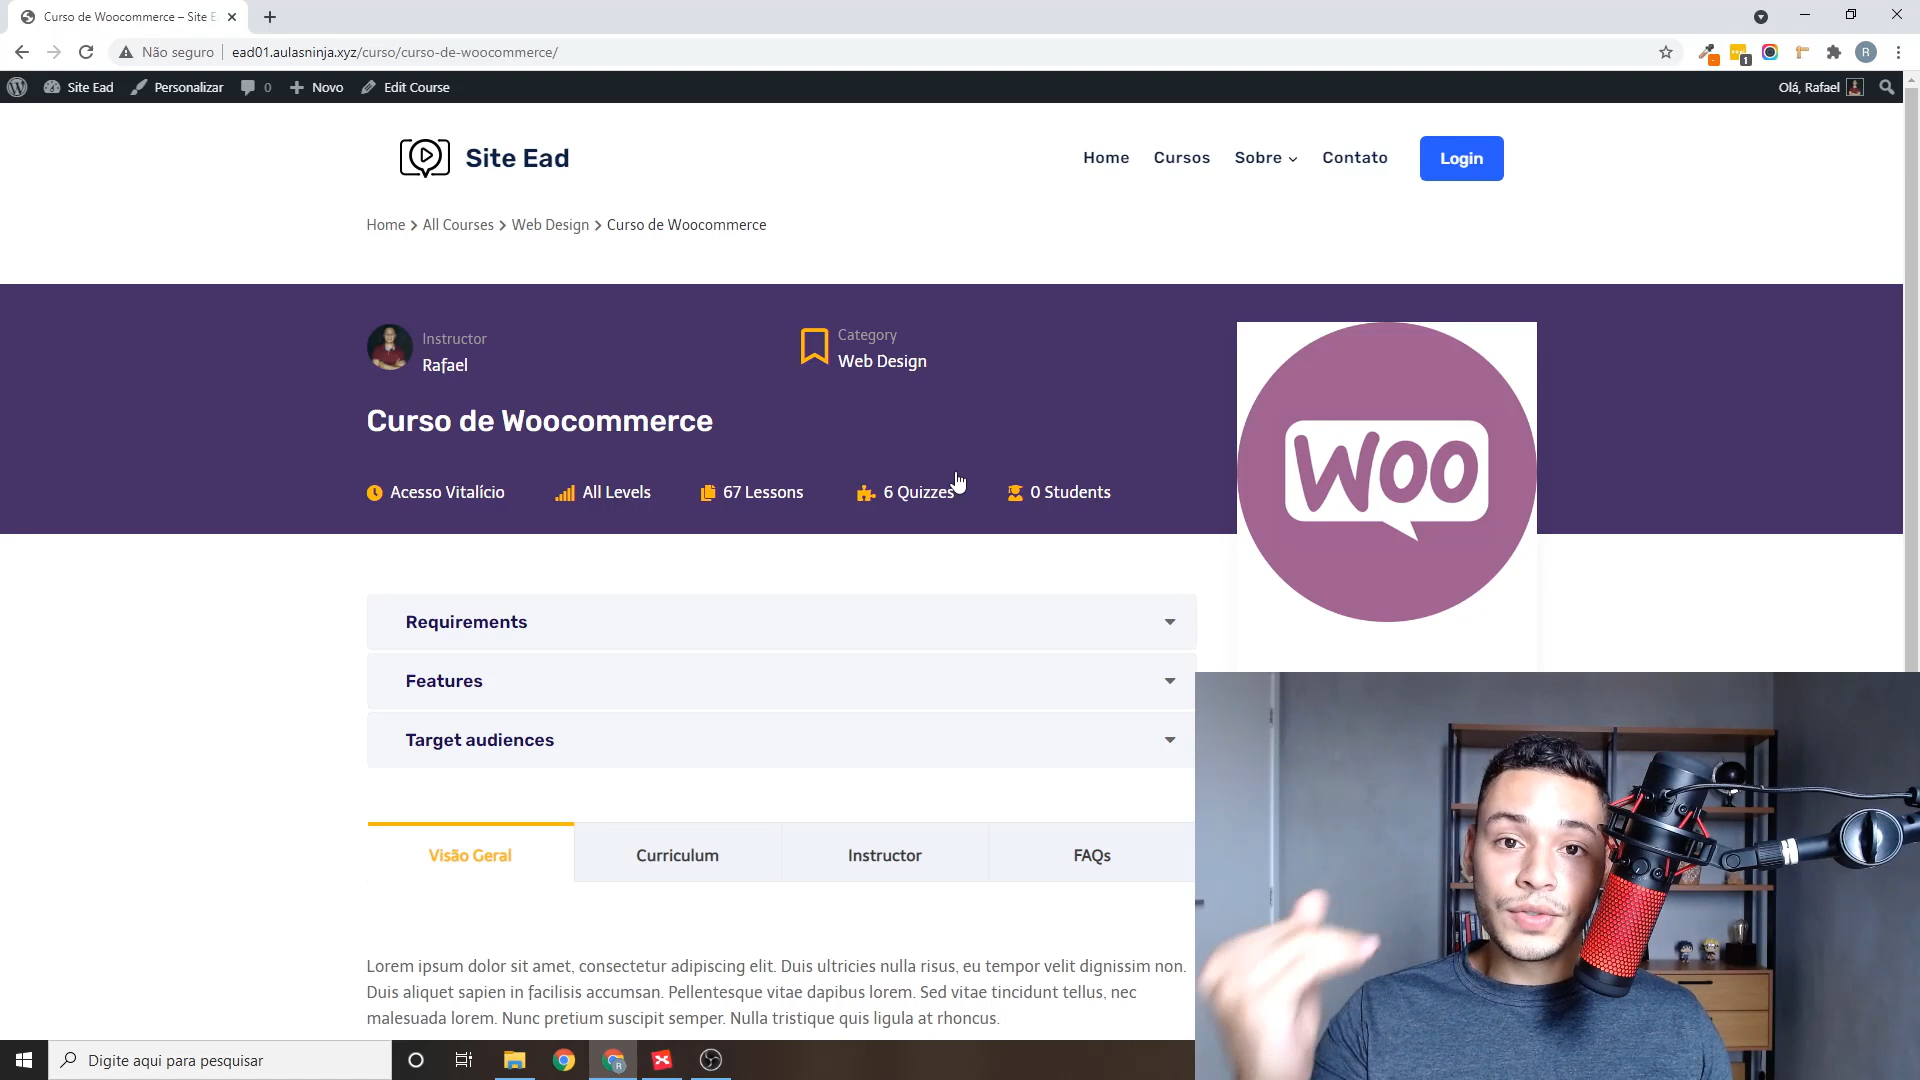 Curso de Woocommerce – Site E
Não seguro
ead01.aulasninja.xyz/curso/curso-de-woocommerce/
1
R
Site Ead
Personalizar
0
Novo
Edit Course
Olá, Rafael
Site Ead
Home
Cursos
Sobre
Contato
Login
Home > All Courses > Web Design > Curso de Woocommerce
Instructor
Rafael
Category
Web Design
Curso de Woocommerce
Acesso Vitalício
All Levels
67 Lessons
6 Quizzes
0 Students
WOO
Requirements
Features
Target audiences
Visão Geral
Curriculum
Instructor
FAQs
Lorem ipsum dolor sit amet, consectetur adipiscing elit. Duis ultricies nulla risus, eu tempor velit dignissim non.
Duis aliquet sapien in facilisis accumsan. Pellentesque vitae dapibus lorem. Sed vitae tincidunt tellus, nec
malesuada lorem. Nunc pretium suscipit semper. Nulla tristique quis ligula at rhoncus.
Digite aqui para pesquisar
R